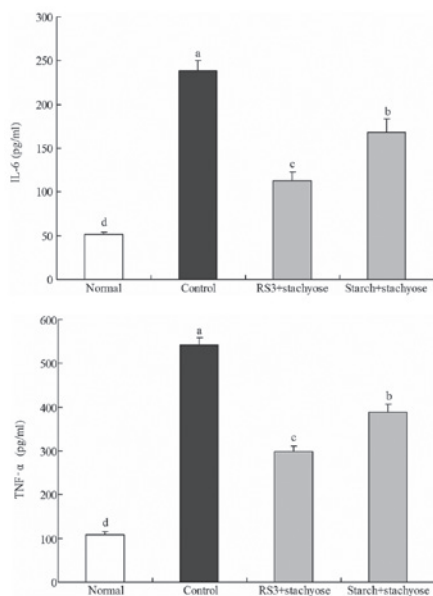 300
250
200
150
100
50
0
IL-6 (pg/ml)
d
a
c
b
Normal Control RS3+stachyose Starch+stachyose
600
500
400
300
200
100
0
TNF-α (pg/ml)
d
a
c
b
Normal Control RS3+stachyose Starch+stachyose